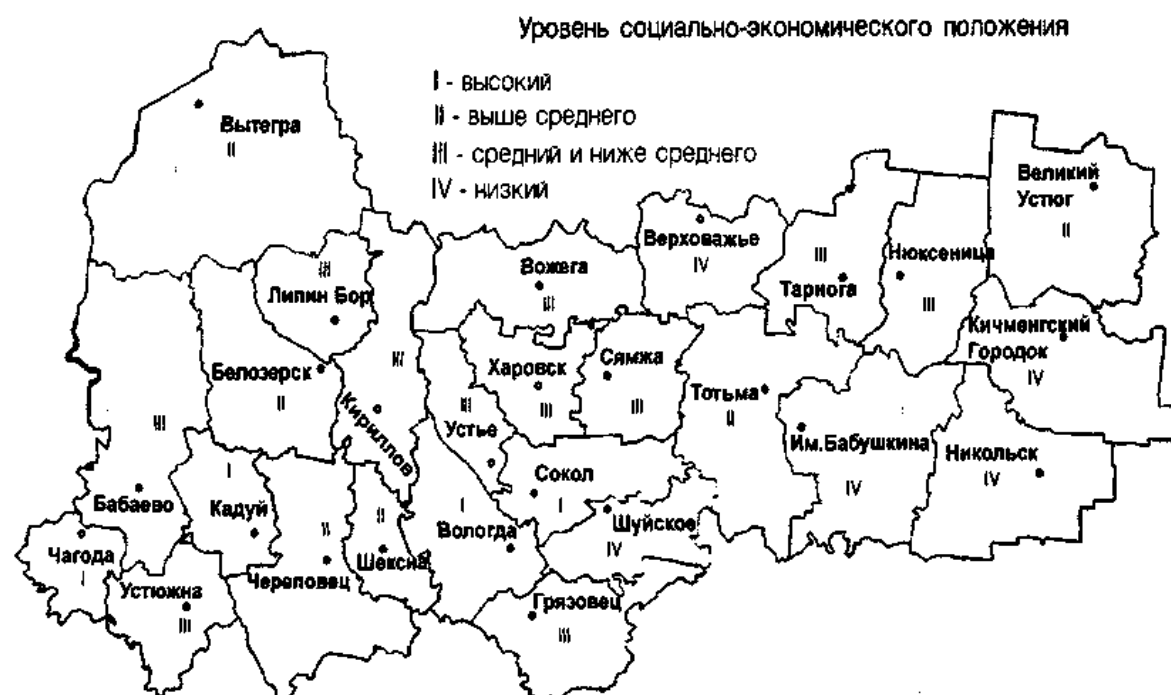 Уровень социально-экономического положения
I - высокий
II - выше среднего
III - средний и ниже среднего
IV - низкий
Вытегра
II
Великий
Устюг
II
Верховажье
IV
III
Тарнога
Нюксеница
III
III
Липин Бор
Вожега
III
Кичменгский
Городок
IV
Белозерск
II
III
Кириллов
Харовск
III
Сямжа
III
III
Устье
Тотьма
II
Им.Бабушкина
IV
Никольск
IV
III
Бабаево
I
Кадуй
Сокол
I
I
Вологда
Шуйское
IV
II
Череповец
II
Шексна
Чагода
I
Устюжна
III
Грязовец
III